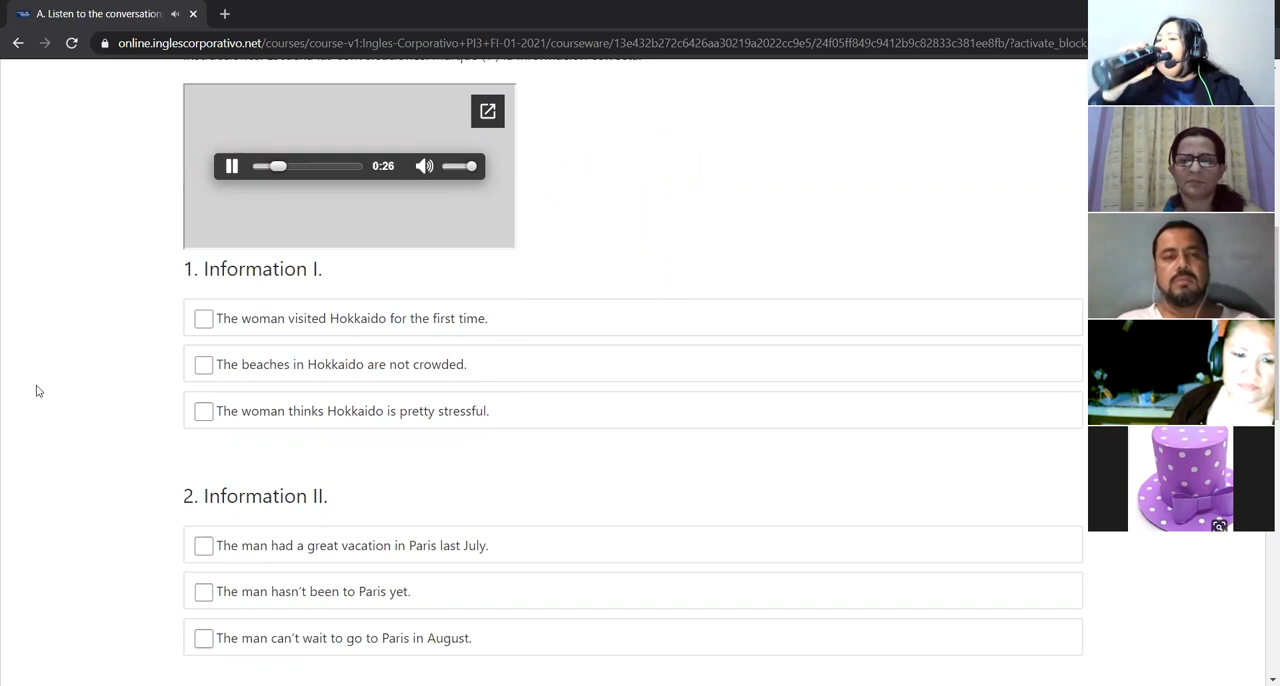 A. Listen to the conversation
online.inglescorporativo.net/courses/course-v1:Ingles-Corporativo+PI3+FI-01-2021/courseware/13e432b272c6426aa30219a2022cc9e5/24f05ff849c9412b9c82833c381ee8fb/?activate_block
0:26
1. Information I.
The woman visited Hokkaido for the first time.
The beaches in Hokkaido are not crowded.
The woman thinks Hokkaido is pretty stressful.
2. Information II.
The man had a great vacation in Paris last July.
The man hasn't been to Paris yet.
The man can't wait to go to Paris in August.